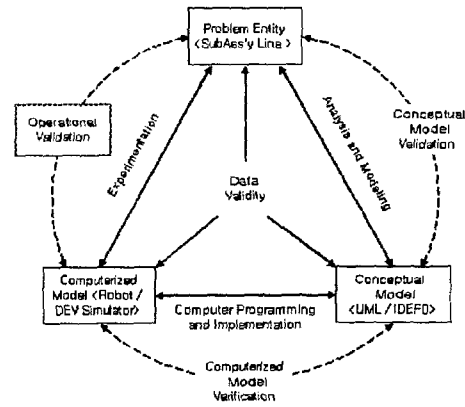 Problem Entity
<SubAss'y Line >
Operational
Validation
Experimentation
Analysis and Modeling
Conceptual
Model
Validation
Data
Validity
Computerized
Model <Robot /
DEV Simulator>
Computer Programming
and Implementation
Conceptual
Model
<UML / IDEF0>
Computerized
Model
Verification